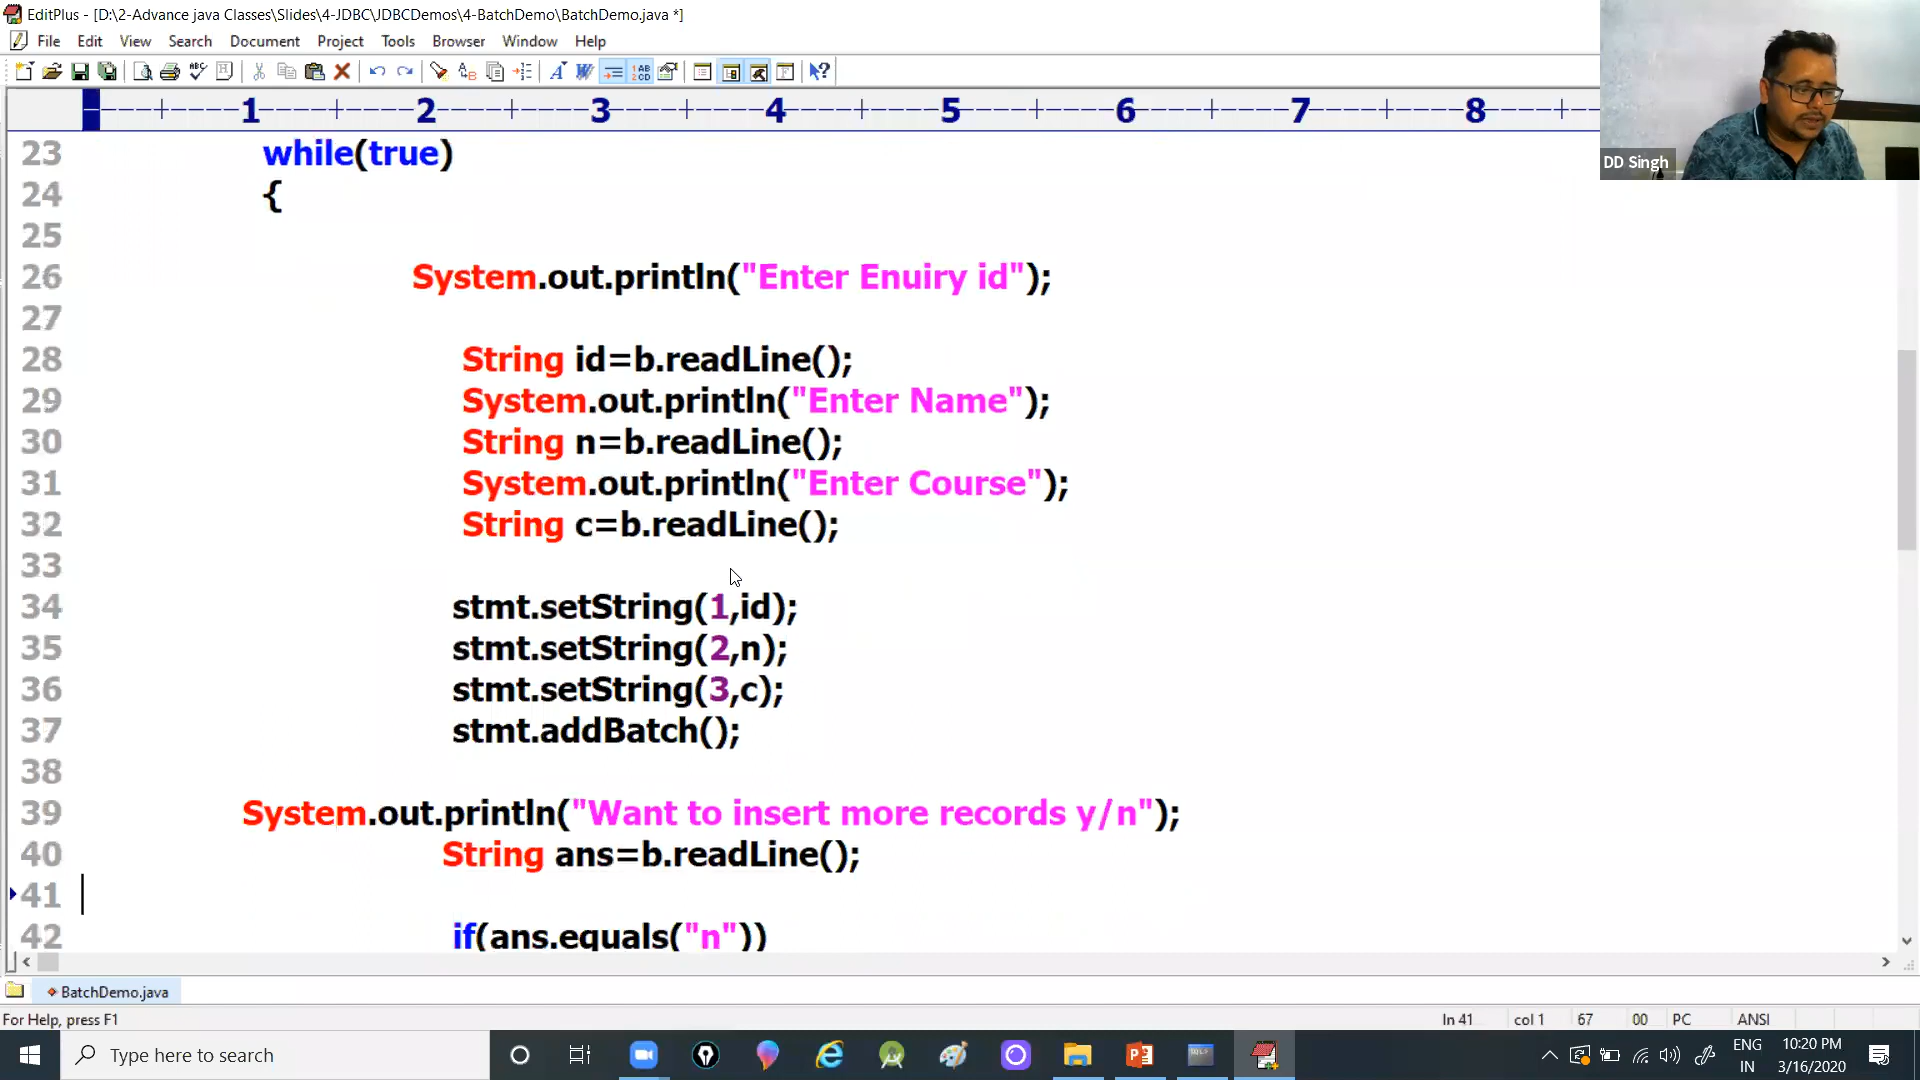 EditPlus - [D:\2-Advance java Classes\Slides\4-JDBC\JDBCDemos\4-BatchDemo\BatchDemo.java *]
File Edit View Search Document Project Tools Browser Window Help
1 2 3 4 5 6 7 8
DD Singh
23 while(true)
24 {
25
26 System.out.println("Enter Enuiry id");
27
28 String id=b.readLine();
29 System.out.println("Enter Name");
30 String n=b.readLine();
31 System.out.println("Enter Course");
32 String c=b.readLine();
33
34 stmt.setString(1,id);
35 stmt.setString(2,n);
36 stmt.setString(3,c);
37 stmt.addBatch();
38
39 System.out.println("Want to insert more records y/n");
40 String ans=b.readLine();
41
42 if(ans.equals("n"))
BatchDemo.java
For Help, press F1 ln 41 col 1 67 00 PC ANSI
Type here to search
ENG
IN
10:20 PM
3/16/2020